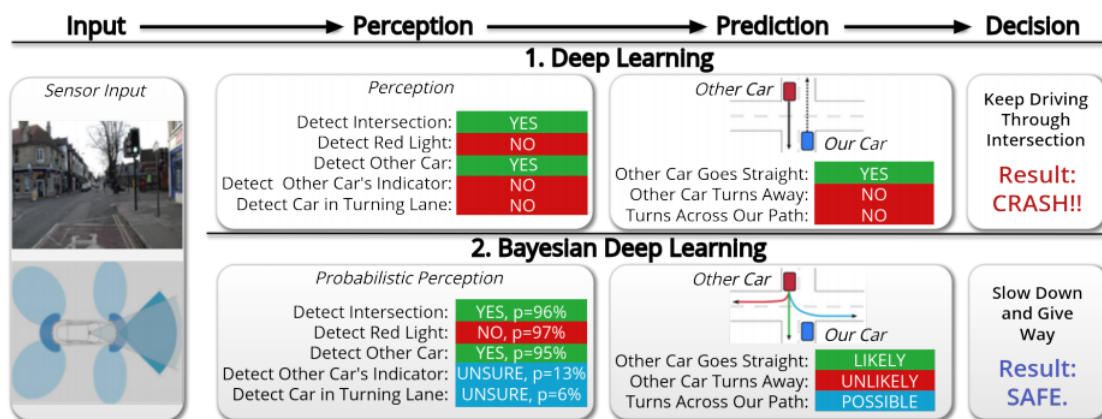 Input Perception Prediction Decision
1. Deep Learning
Sensor Input
Perception
Detect Intersection: YES
Detect Red Light: NO
Detect Other Car: YES
Detect Other Car's Indicator: NO
Detect Car in Turning Lane: NO
Other Car
Our Car
Other Car Goes Straight: YES
Other Car Turns Away: NO
Turns Across Our Path: NO
Keep Driving
Through
Intersection
Result:
CRASH!!
2. Bayesian Deep Learning
Probabilistic Perception
Detect Intersection: YES, p=96%
Detect Red Light: NO, p=97%
Detect Other Car: YES, p=95%
Detect Other Car's Indicator: UNSURE, p=13%
Detect Car in Turning Lane: UNSURE, p=6%
Other Car
Our Car
Other Car Goes Straight: LIKELY
Other Car Turns Away: UNLIKELY
Turns Across Our Path: POSSIBLE
Slow Down
and Give
Way
Result:
SAFE.